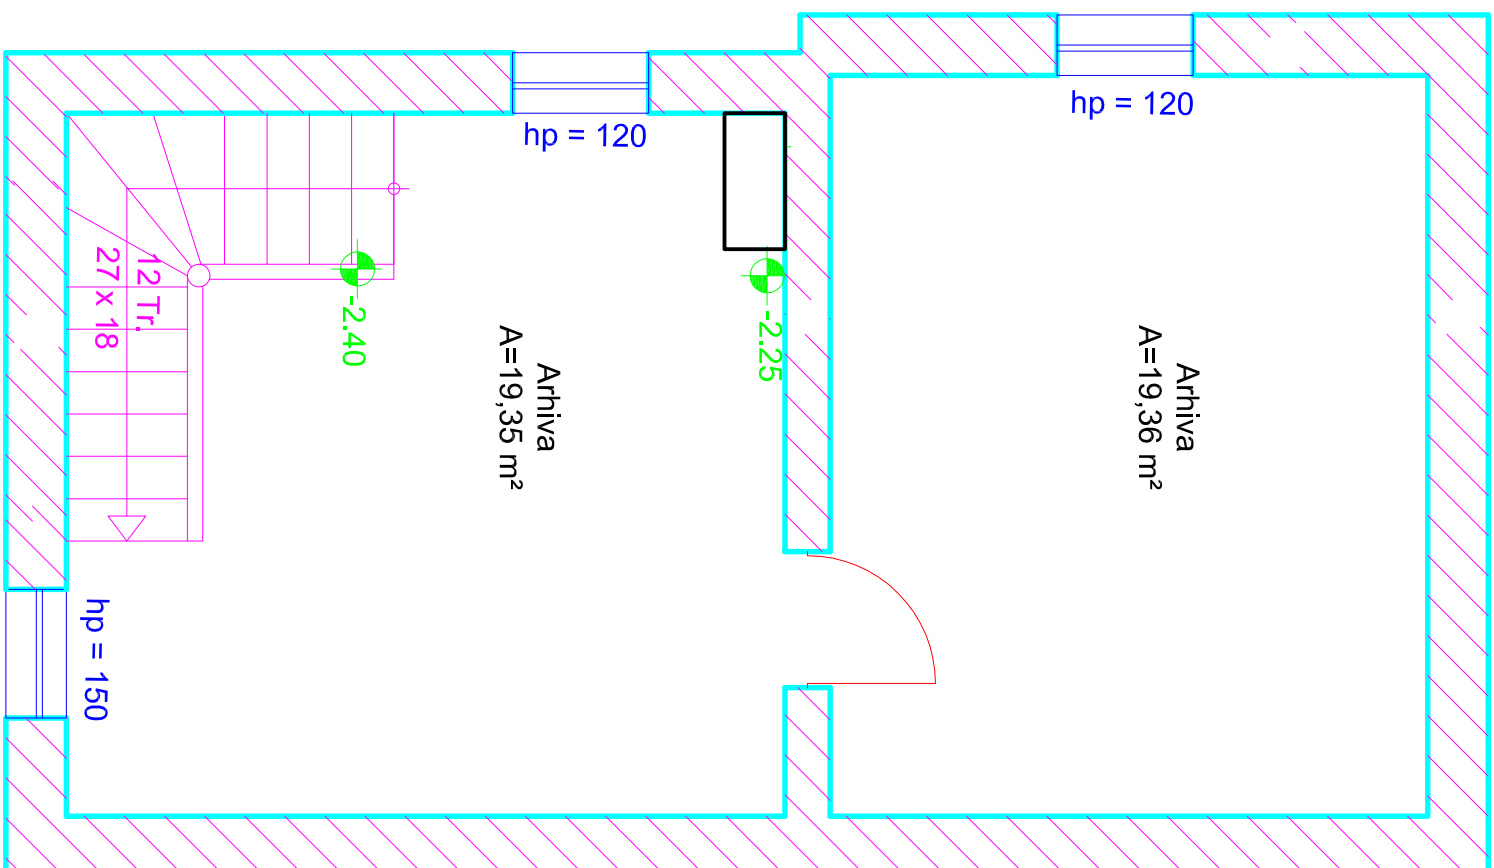 hp = 120
hp = 120
12 Tr.
27 x 18
-2.40
-2.25
Arhiva
A=19,35 m²
Arhiva
A=19,36 m²
hp = 150